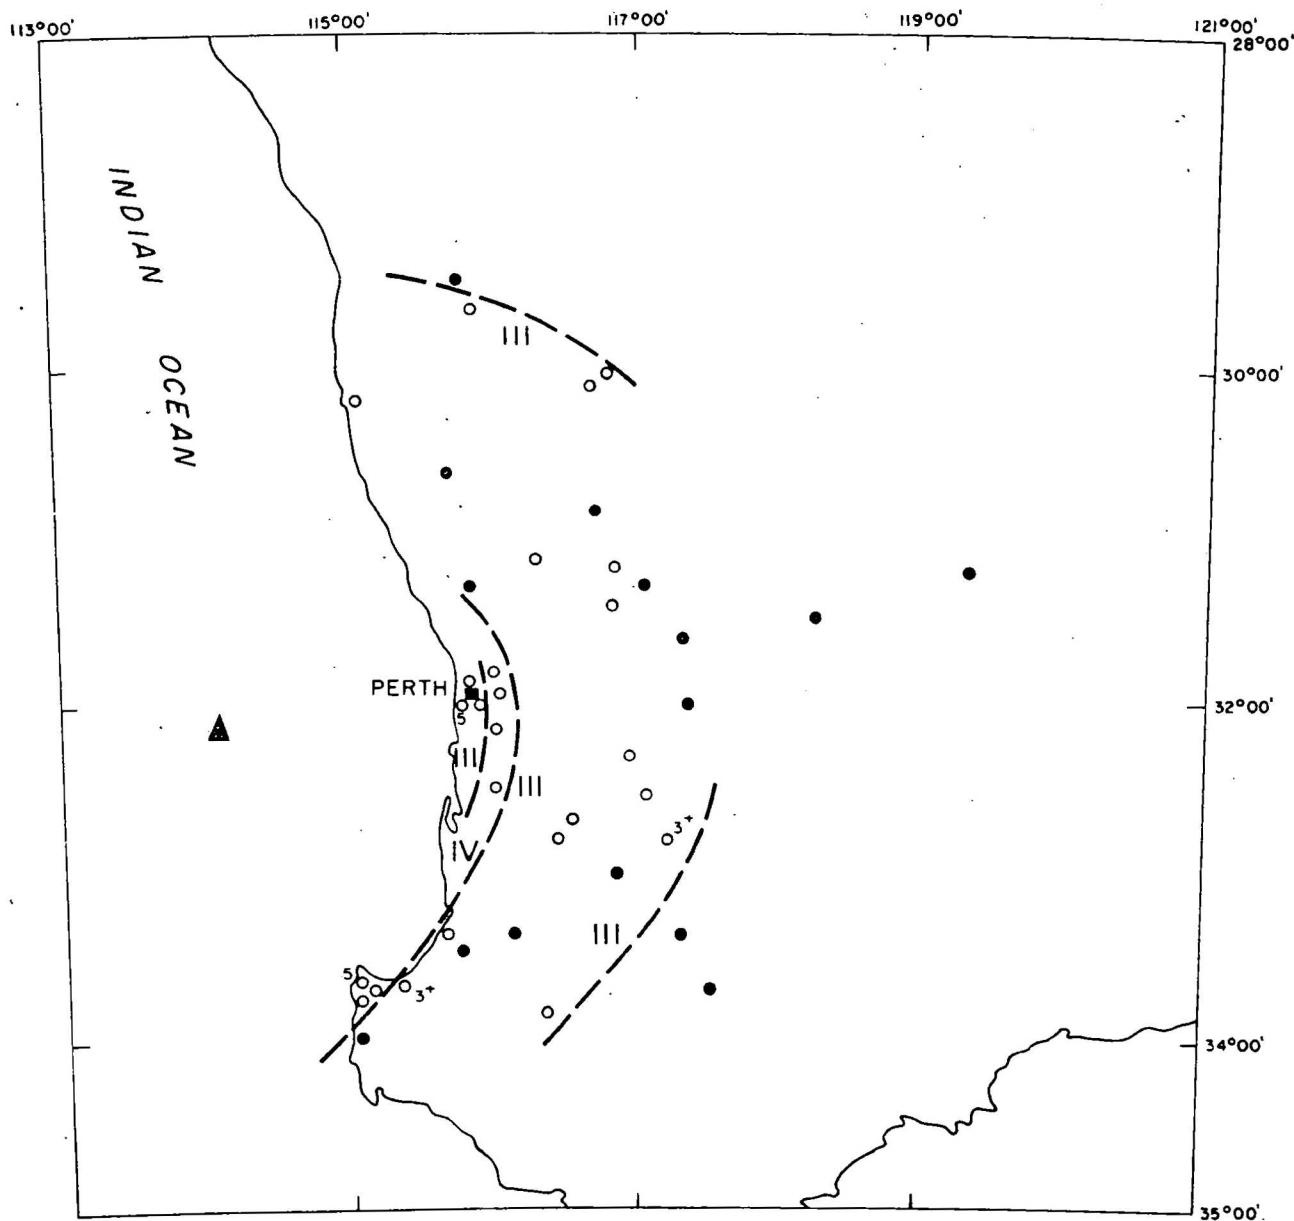 113°00' 115°00' 117°00' 119°00' 121°00'
28°00'
INDIAN
OCEAN
III
30°00'
PERTH
5
32°00'
III
III
3+
IV
III
5
3+
34°00'
35°00'